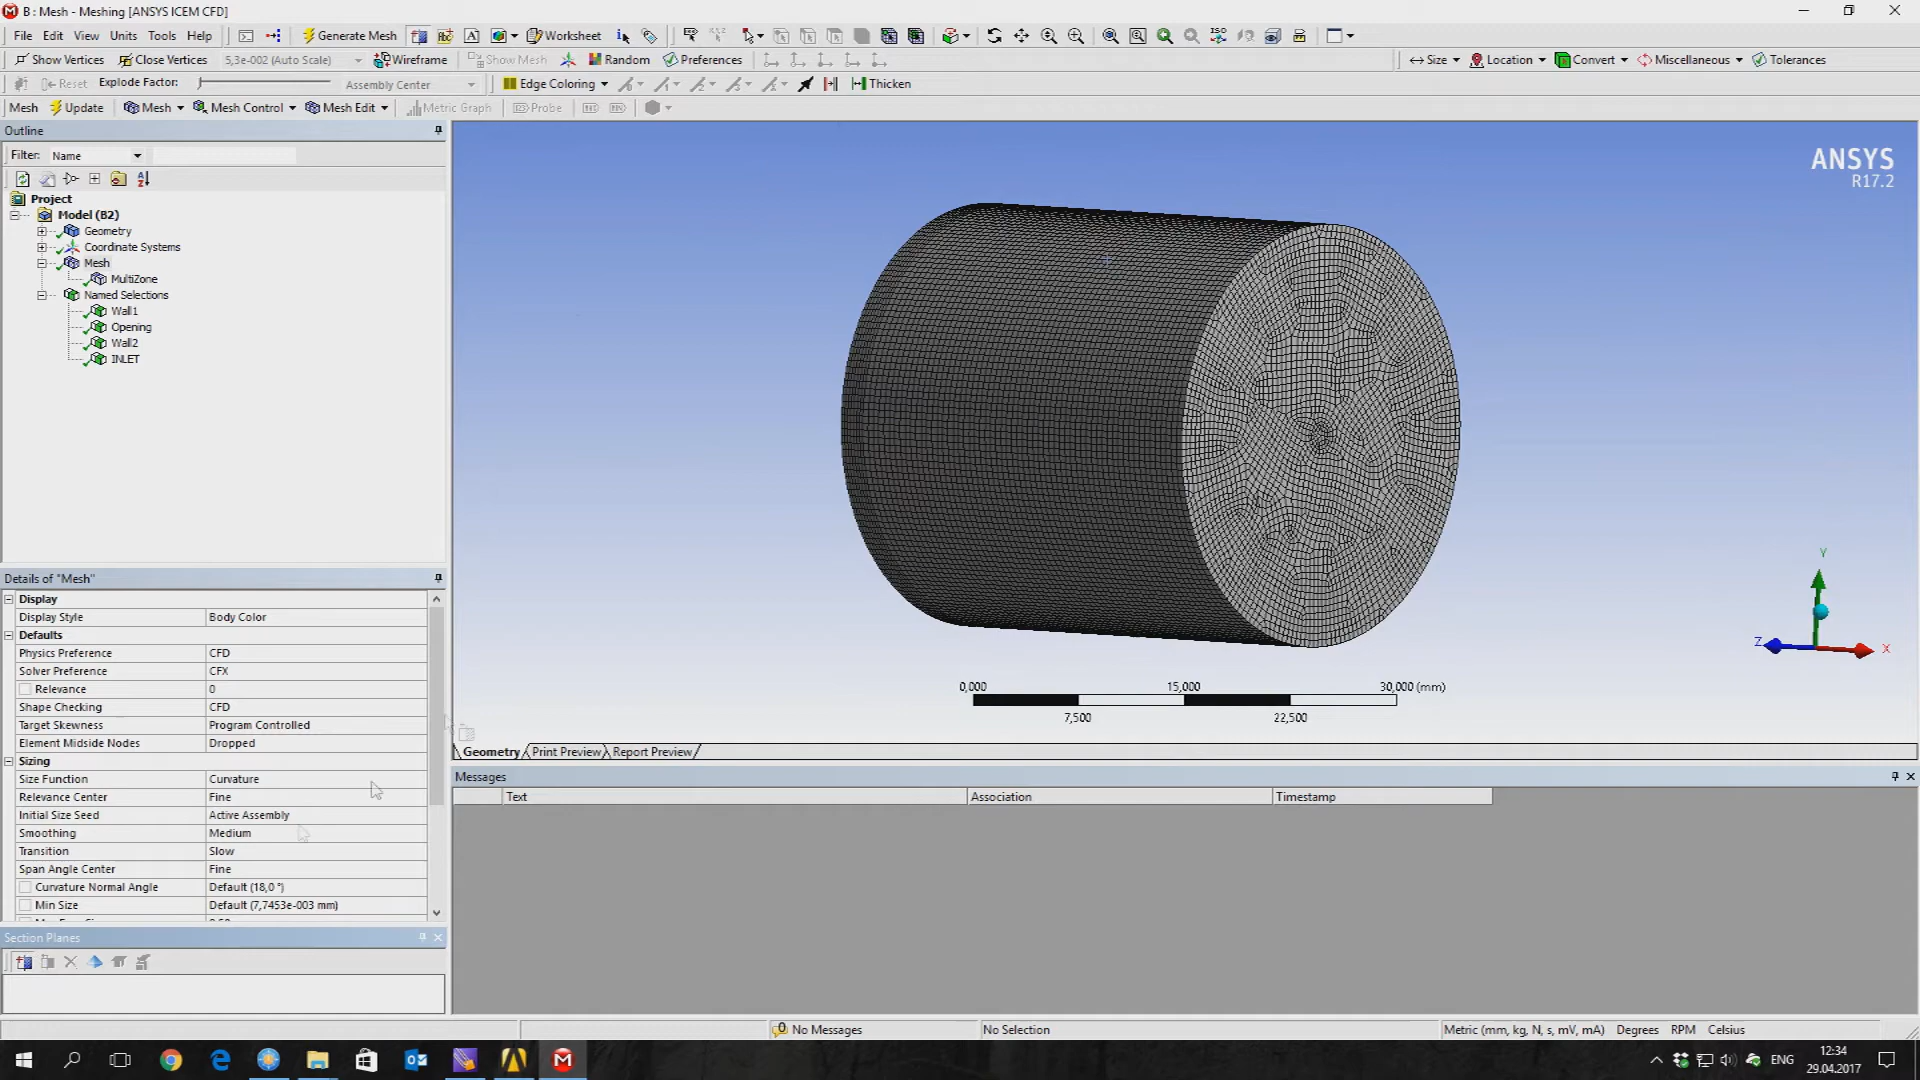 B : Mesh - Meshing [ANSYS ICEM CFD]
File Edit View Units Tools Help Generate Mesh Worksheet
Show Vertices Close Vertices 5,3e-002 (Auto Scale) Wireframe Show Mesh Random Preferences Size Location Convert Miscellaneous Tolerances
Reset Explode Factor: Assembly Center Edge Coloring Thicken
Mesh Update Mesh Mesh Control Mesh Edit Metric Graph Probe
Outline
Filter: Name
Project
Model (B2)
Geometry
Coordinate Systems
Mesh
MultiZone
Named Selections
Wall1
Opening
Wall2
INLET
Details of "Mesh"
Display
Display Style Body Color
Defaults
Physics Preference CFD
Solver Preference CFX
Relevance 0
Shape Checking CFD
Target Skewness Program Controlled
Element Midside Nodes Dropped
Sizing
Size Function Curvature
Relevance Center Fine
Initial Size Seed Active Assembly
Smoothing Medium
Transition Slow
Span Angle Center Fine
Curvature Normal Angle Default (18,0 °)
Min Size Default (7,7453e-003 mm)
Section Planes
ANSYS
R17.2
Y
Z
X
0,000 15,000 30,000 (mm)
7,500 22,500
Geometry Print Preview Report Preview
Messages
Text Association Timestamp
0 No Messages No Selection Metric (mm, kg, N, s, mV, mA) Degrees RPM Celsius
ENG
12:34
29.04.2017